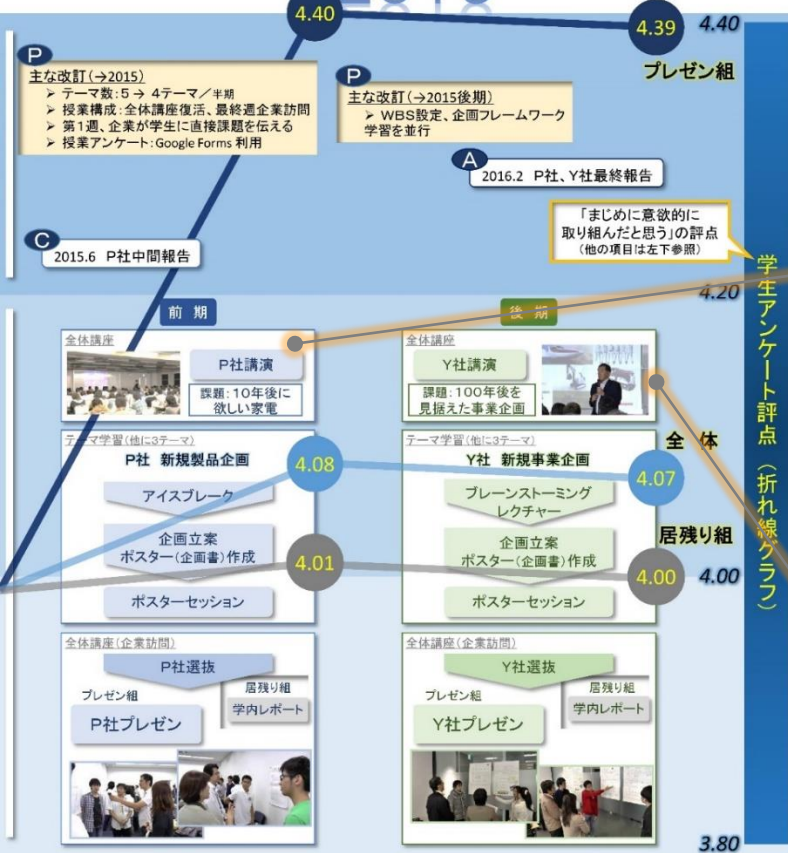 4.40
4.39
4.40
プレゼン組
P
主な改訂(→2015)
➢ テーマ数:5 → 4テーマ/半期
➢ 授業構成:全体講座復活、最終週企業訪問
➢ 第1週、企業が学生に直接課題を伝える
➢ 授業アンケート:Google Forms 利用
P
主な改訂(→2015後期)
➢ WBS設定、企画フレームワーク
学習を並行
A
2016.2 P社、Y社最終報告
C
2015.6 P社中間報告
「まじめに意欲的に
取り組んだと思う」の評点
(他の項目は左下参照)
学生アンケート評点(折れ線グラフ)
4.20
前 期
全体講座
P社講演
課題:10年後に
欲しい家電
テーマ学習(他に3テーマ)
P社 新規製品企画
4.08
アイスブレーク
企画立案
ポスター(企画書)作成
4.01
ポスターセッション
全体講座(企業訪問)
P社選抜
プレゼン組
居残り組
P社プレゼン
学内レポート
後 期
全体講座
Y社講演
課題:100年後を
見据えた事業企画
テーマ学習(他に3テーマ)
Y社 新規事業企画
全 体
4.07
ブレーンストーミング
レクチャー
企画立案
ポスター(企画書)作成
居残り組
4.00
4.00
ポスターセッション
全体講座(企業訪問)
Y社選抜
プレゼン組
居残り組
Y社プレゼン
学内レポート
3.80